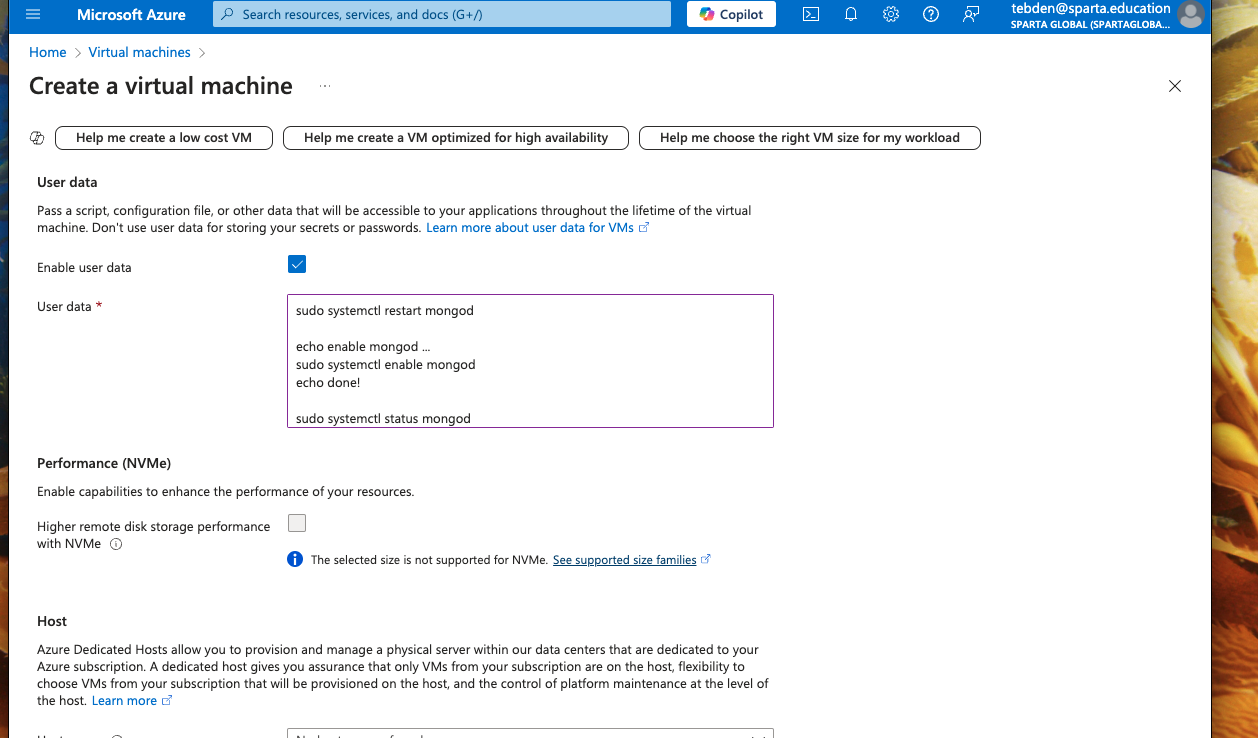 Microsoft Azure
Search resources, services, and docs (G+/)
Copilot
tebden@sparta.education
SPARTA GLOBAL (SPARTAGLOBA...
Home > Virtual machines >
Create a virtual machine ...
Help me create a low cost VM
Help me create a VM optimized for high availability
Help me choose the right VM size for my workload
User data
Pass a script, configuration file, or other data that will be accessible to your applications throughout the lifetime of the virtual
machine. Don't use user data for storing your secrets or passwords. Learn more about user data for VMs
Enable user data
User data *
sudo systemctl restart mongod
echo enable mongod ...
sudo systemctl enable mongod
echo done!
sudo systemctl status mongod
Performance (NVMe)
Enable capabilities to enhance the performance of your resources.
Higher remote disk storage performance
with NVMe
The selected size is not supported for NVMe. See supported size families
Host
Azure Dedicated Hosts allow you to provision and manage a physical server within our data centers that are dedicated to your
Azure subscription. A dedicated host gives you assurance that only VMs from your subscription are on the host, flexibility to
choose VMs from your subscription that will be provisioned on the host, and the control of platform maintenance at the level of
the host. Learn more